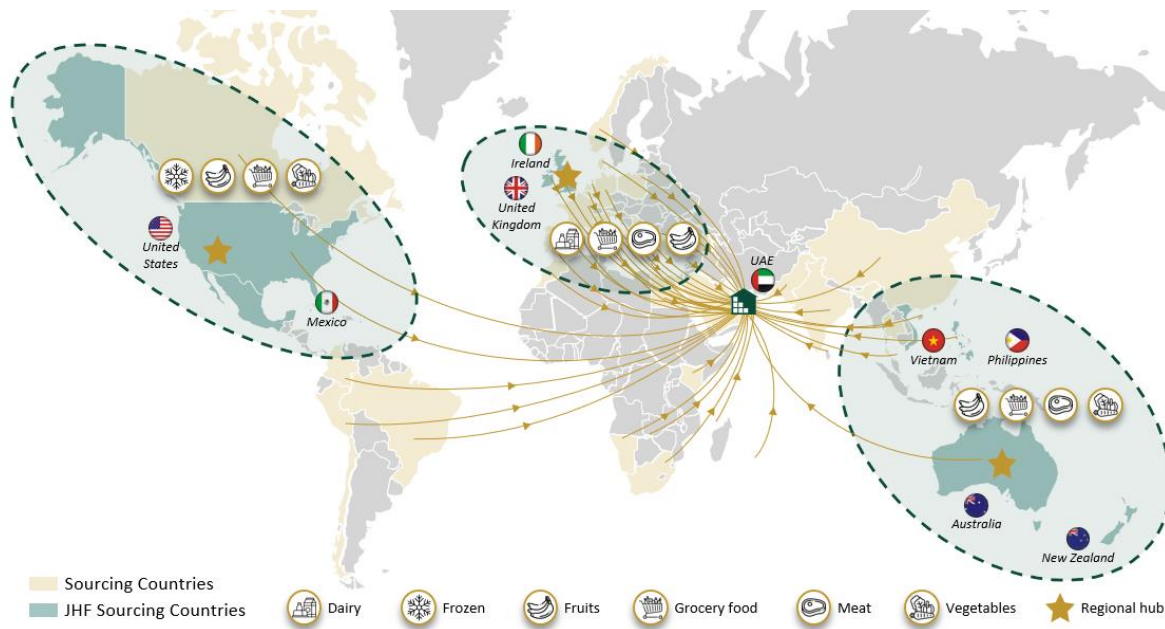 Ireland
United
Kingdom
United
States
Mexico
UAE
Vietnam
Philippines
Australia
New Zealand
Sourcing Countries
JHF Sourcing Countries
Dairy
Frozen
Fruits
Grocery food
Meat
Vegetables
Regional hub